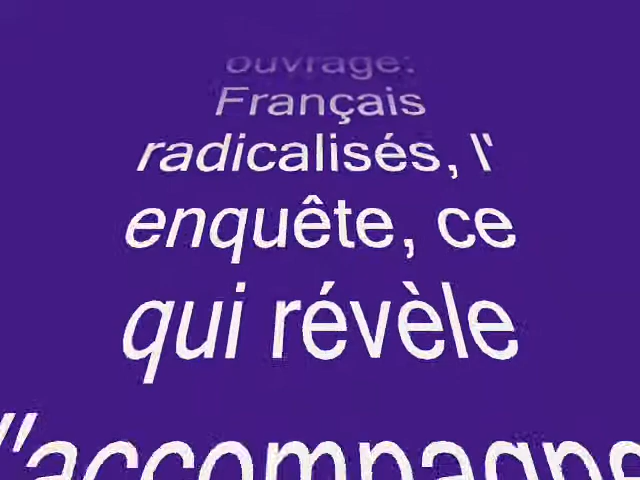 ouvrage:
Français
radicalisés, l'
enquête, ce
qui révèle